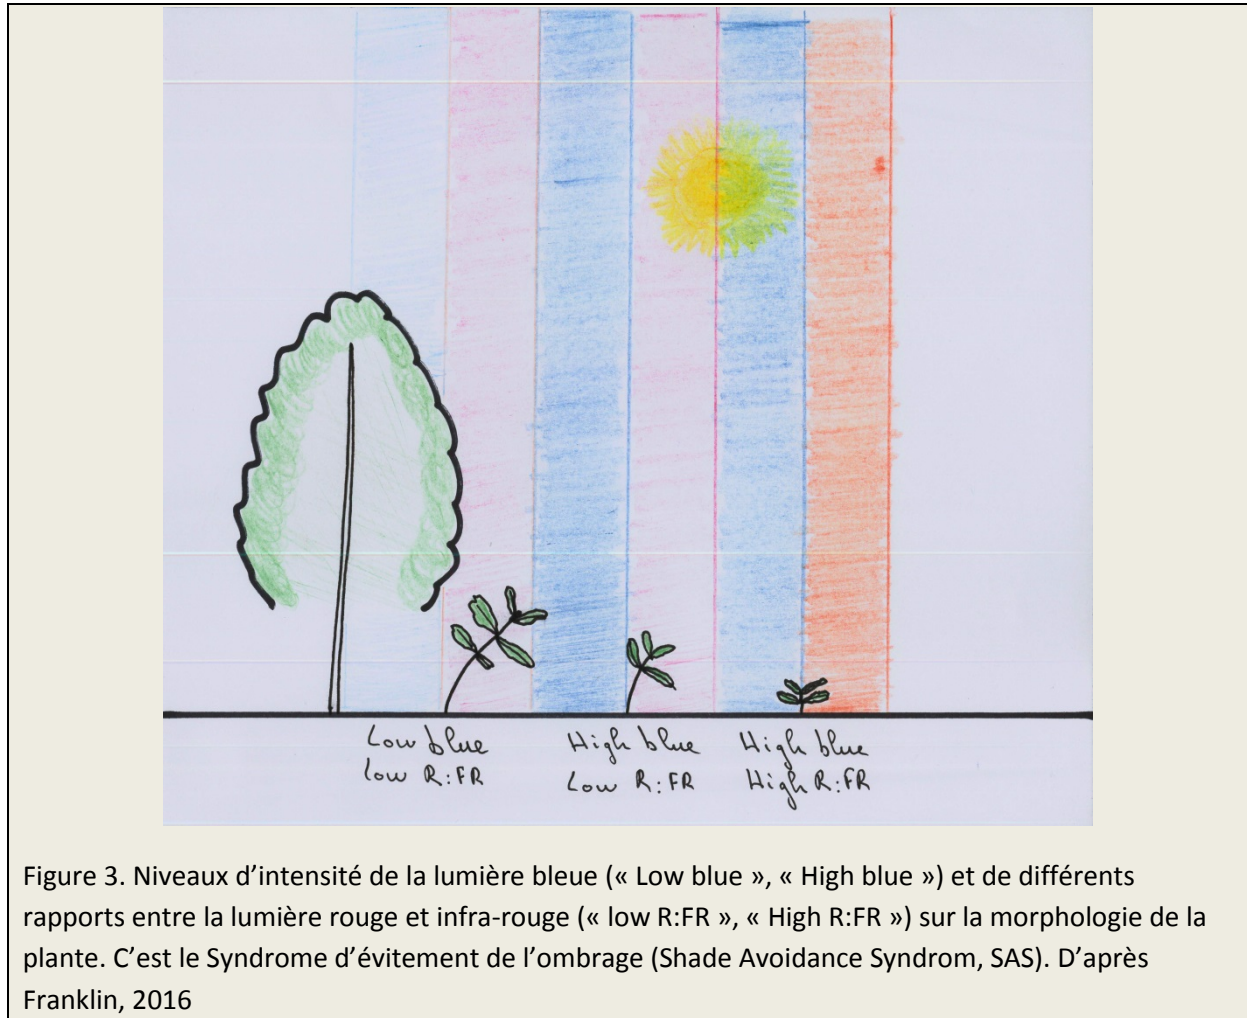 Low blue
High blue
High blue
low R:FR
Low R:FR
High R:FR
Figure 3. Niveaux d'intensité de la lumière bleue (« Low blue », « High blue ») et de différents
rapports entre la lumière rouge et infra-rouge (« low R:FR », « High R:FR ») sur la morphologie de la
plante. C'est le Syndrome d'évitement de l'ombrage (Shade Avoidance Syndrom, SAS). D'après
Franklin, 2016